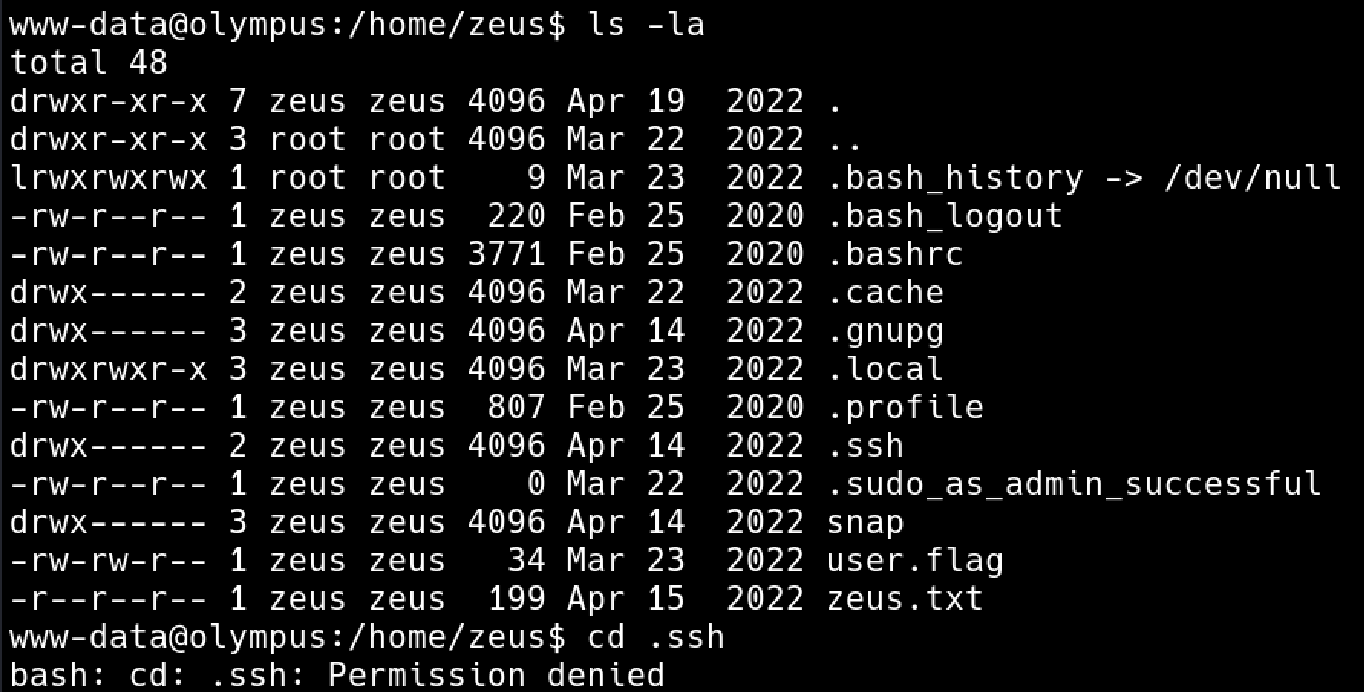 www-data@olympus:/home/zeus$ ls -la
total 48
drwxr-xr-x 7 zeus zeus 4096 Apr 19  2022 .
drwxr-xr-x 3 root root 4096 Mar 22  2022 ..
lrwxrwxrwx 1 root root    9 Mar 23  2022 .bash_history -> /dev/null
-rw-r--r-- 1 zeus zeus  220 Feb 25  2020 .bash_logout
-rw-r--r-- 1 zeus zeus 3771 Feb 25  2020 .bashrc
drwx------ 2 zeus zeus 4096 Mar 22  2022 .cache
drwx------ 3 zeus zeus 4096 Apr 14  2022 .gnupg
drwxrwxr-x 3 zeus zeus 4096 Mar 23  2022 .local
-rw-r--r-- 1 zeus zeus  807 Feb 25  2020 .profile
drwx------ 2 zeus zeus 4096 Apr 14  2022 .ssh
-rw-r--r-- 1 zeus zeus    0 Mar 22  2022 .sudo_as_admin_successful
drwx------ 3 zeus zeus 4096 Apr 14  2022 snap
-rw-rw-r-- 1 zeus zeus   34 Mar 23  2022 user.flag
-r--r--r-- 1 zeus zeus  199 Apr 15  2022 zeus.txt
www-data@olympus:/home/zeus$ cd .ssh
bash: cd: .ssh: Permission denied